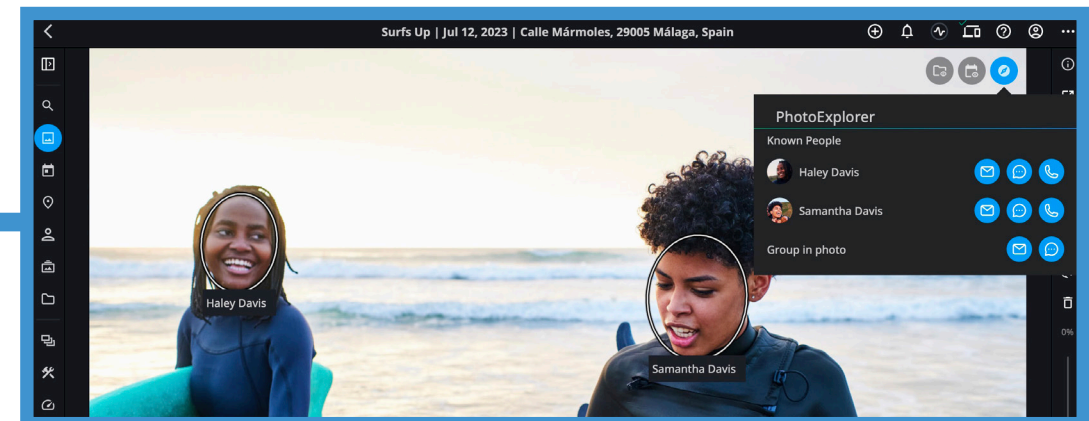 Surfs Up | Jul 12, 2023 | Calle Mármoles, 29005 Málaga, Spain
PhotoExplorer
Known People
Haley Davis
Samantha Davis
Group in photo
Haley Davis
0%
Samantha Davis